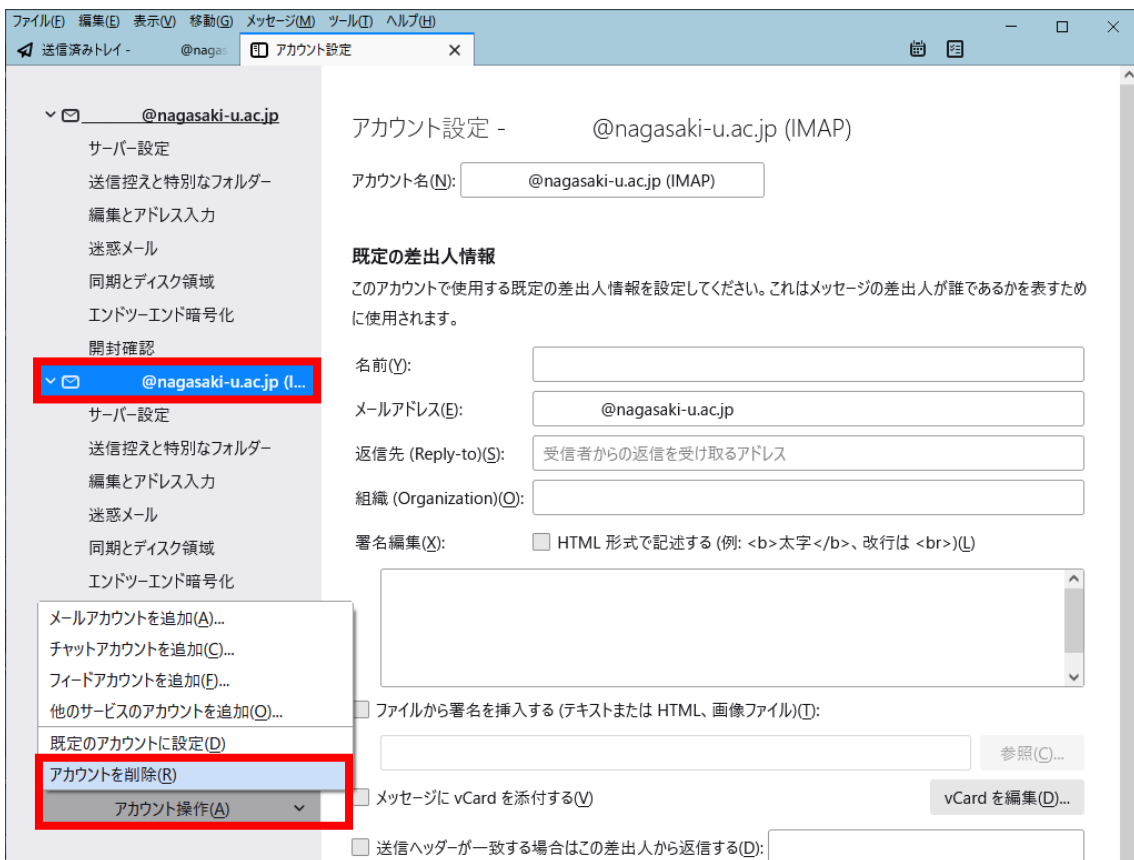 ファイル(F) 編集(E) 表示(V) 移動(G) メッセージ(M) ツール(T) ヘルプ(H)
送信済みトレイ - @nagas アカウント設定
@nagasaki-u.ac.jp
サーバー設定
送信控えと特別なフォルダー
編集とアドレス入力
迷惑メール
同期とディスク領域
エンドツーエンド暗号化
開封確認
@nagasaki-u.ac.jp (I...
サーバー設定
送信控えと特別なフォルダー
編集とアドレス入力
迷惑メール
同期とディスク領域
エンドツーエンド暗号化
メールアカウントを追加(A)...
チャットアカウントを追加(C)...
フィードアカウントを追加(F)...
他のサービスのアカウントを追加(O)...
既定のアカウントに設定(D)
アカウントを削除(R)
アカウント操作(A)
アカウント設定 - @nagasaki-u.ac.jp (IMAP)
アカウント名(N): @nagasaki-u.ac.jp (IMAP)
既定の差出人情報
このアカウントで使用する既定の差出人情報を設定してください。これはメッセージの差出人が誰であるかを表すため
に使用されます。
名前(Y):
メールアドレス(E): @nagasaki-u.ac.jp
返信先 (Reply-to)(S): 受信者からの返信を受け取るアドレス
組織 (Organization)(O):
署名編集(X): HTML 形式で記述する (例: <b>太字</b>、改行は <br>)(L)
ファイルから署名を挿入する (テキストまたは HTML、画像ファイル)(T):
参照(C)...
メッセージに vCard を添付する(V) vCard を編集(D)...
送信ヘッダーが一致する場合はこの差出人から返信する(D):